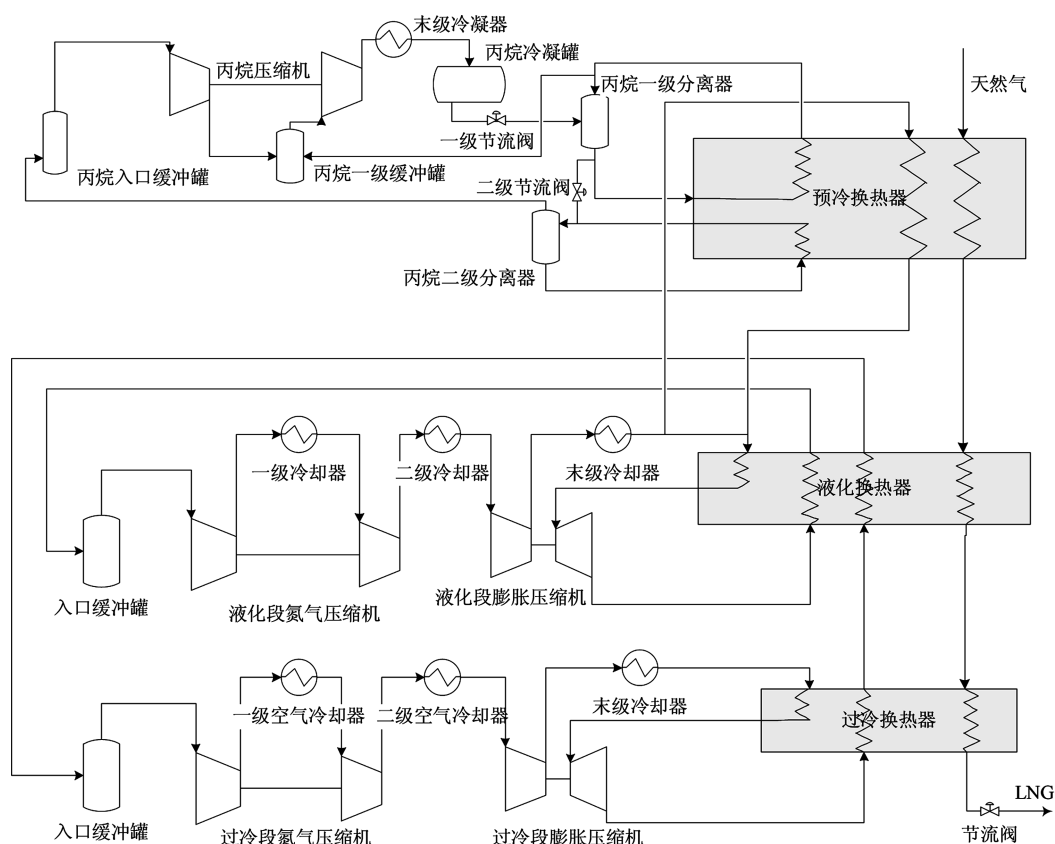 末级冷凝器
丙烷冷凝罐
丙烷压缩机
丙烷一级分离器
天然气
一级节流阀
丙烷入口缓冲罐
丙烷一级缓冲罐
二级节流阀
预冷换热器
丙烷二级分离器
一级冷却器
二级冷却器
末级冷却器
液化换热器
入口缓冲罐
液化段氮气压缩机
液化段膨胀压缩机
一级空气冷却器
二级空气冷却器
末级冷却器
过冷换热器
LNG
入口缓冲罐
过冷段氮气压缩机
过冷段膨胀压缩机
节流阀